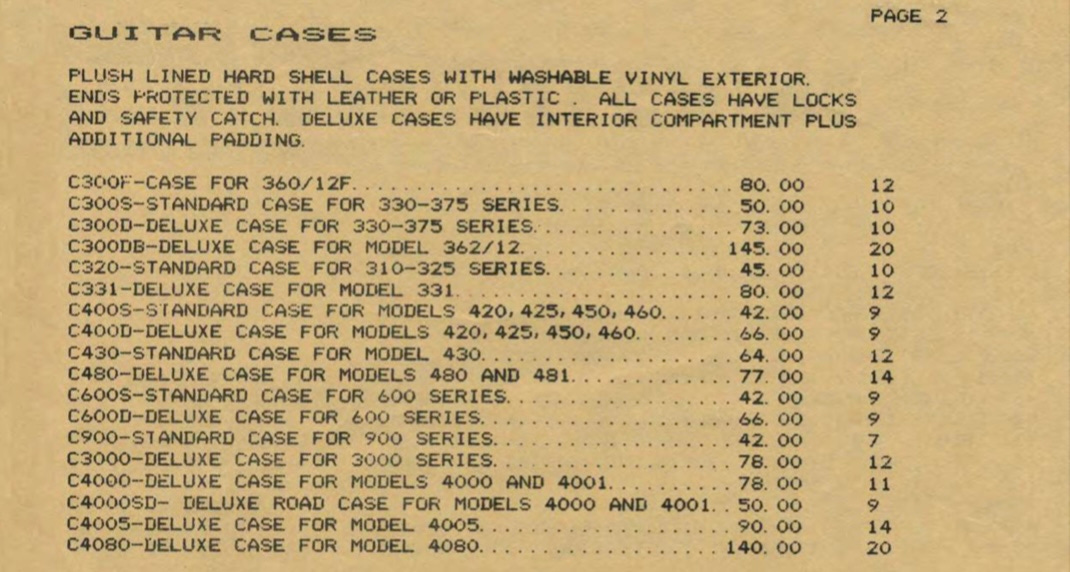 PAGE 2
GUITAR CASES
PLUSH LINED HARD SHELL CASES WITH WASHABLE VINYL EXTERIOR.
ENDS PROTECTED WITH LEATHER OR PLASTIC . ALL CASES HAVE LOCKS
AND SAFETY CATCH. DELUXE CASES HAVE INTERIOR COMPARTMENT PLUS
ADDITIONAL PADDING.
C300F-CASE FOR 360/12F............................... 80.00 12
C300S-STANDARD CASE FOR 330-375 SERIES.............. 50.00 10
C300D-DELUXE CASE FOR 330-375 SERIES................ 73.00 10
C300DB-DELUXE CASE FOR MODEL 362/12................ 145.00 20
C320-STANDARD CASE FOR 310-325 SERIES............... 45.00 10
C331-DELUXE CASE FOR MODEL 331...................... 80.00 12
C400S-STANDARD CASE FOR MODELS 420,425,450,460...... 42.00 9
C400D-DELUXE CASE FOR MODELS 420,425,450,460........ 66.00 9
C430-STANDARD CASE FOR MODEL 430.................... 64.00 12
C480-DELUXE CASE FOR MODELS 480 AND 481............. 77.00 14
C600S-STANDARD CASE FOR 600 SERIES.................. 42.00 9
C600D-DELUXE CASE FOR 600 SERIES.................... 66.00 9
C900-STANDARD CASE FOR 900 SERIES................... 42.00 7
C3000-DELUXE CASE FOR 3000 SERIES................... 78.00 12
C4000-DELUXE CASE FOR MODELS 4000 AND 4001.......... 78.00 11
C4000SD- DELUXE ROAD CASE FOR MODELS 4000 AND 4001.. 50.00 9
C4005-DELUXE CASE FOR MODEL 4005.................... 90.00 14
C4080-DELUXE CASE FOR MODEL 4080................... 140.00 20